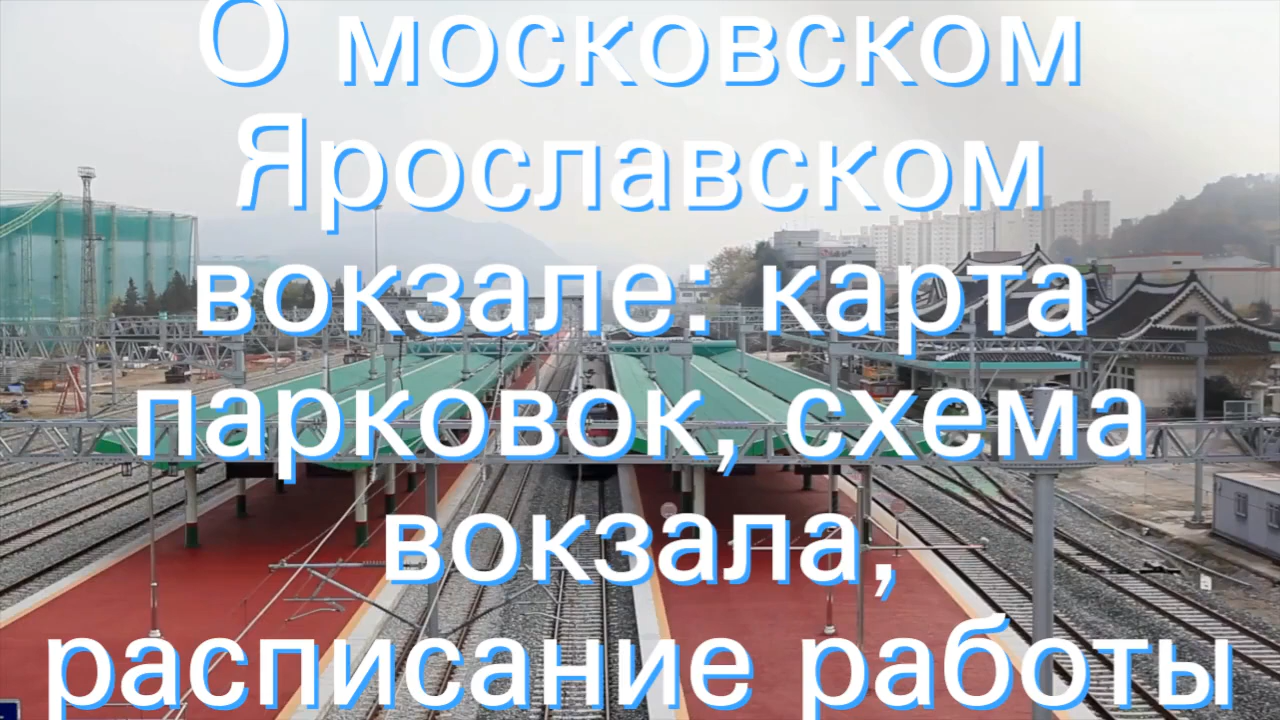 О московском
Ярославском
вокзале: карта
парковок, схема
вокзала,
расписание работы